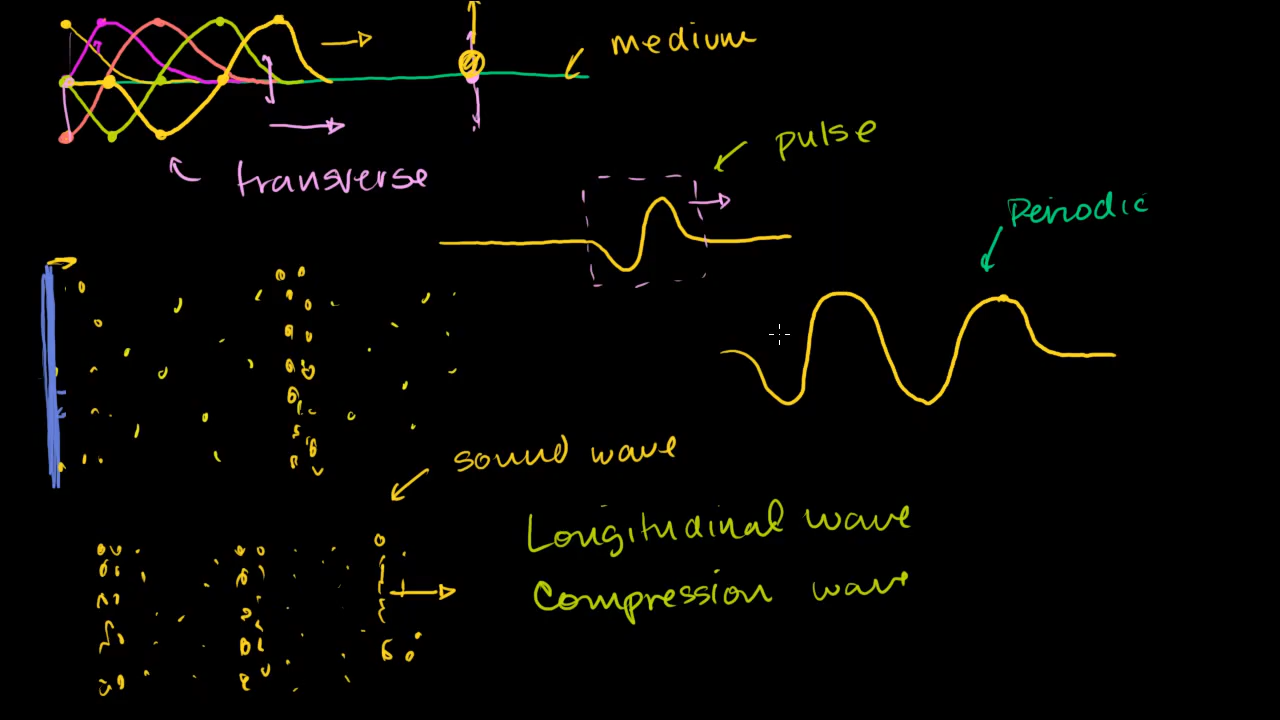 medium
pulse
transverse
Periodic
sound wave
Longitudinal wave
Compression wave